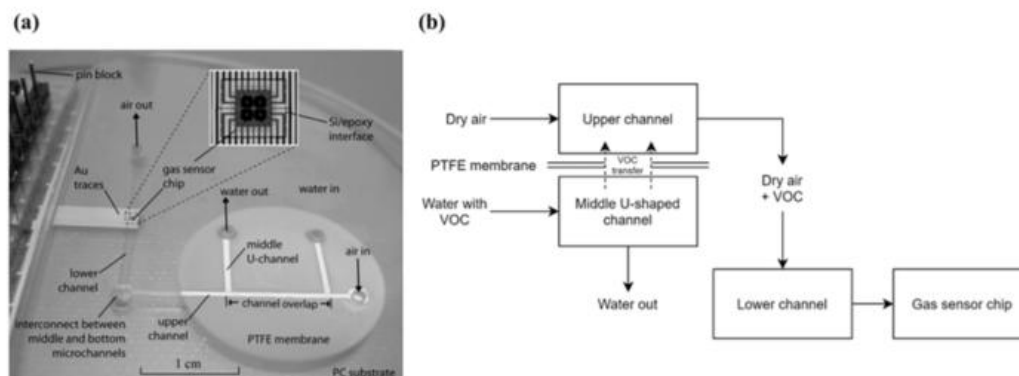 (a)
pin block
air out
Si/epoxy
interface
Au
traces
gas sensor
chip
water out
water in
middle
U-channel
air in
lower
channel
channel overlap
interconnect between
middle and bottom
microchannels
upper
channel
PTFE membrane
1 cm
PC substrate
(b)
Dry air
Upper channel
PTFE membrane
VOC
transfer
Water with
VOC
Middle U-shaped
channel
Dry air
+ VOC
Water out
Lower channel
Gas sensor chip